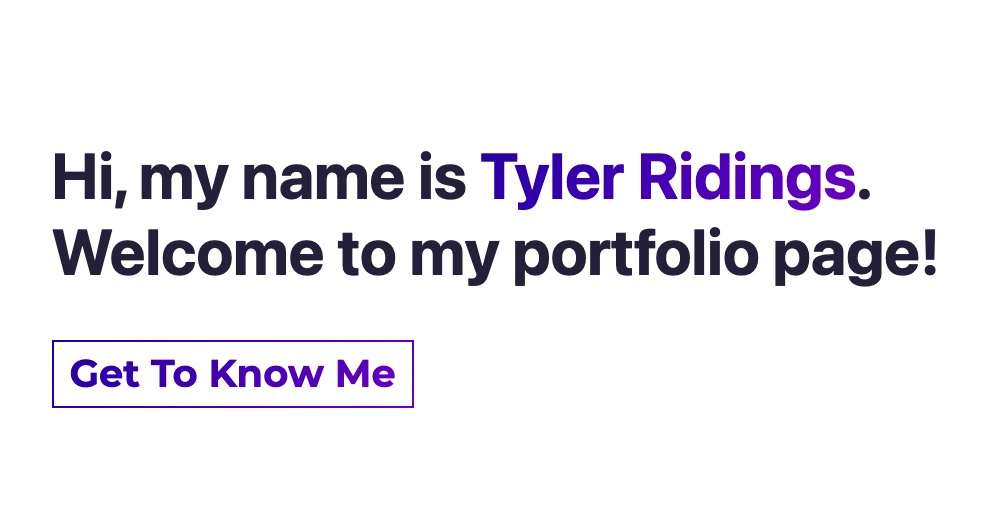 Hi, my name is Tyler Ridings.
Welcome to my portfolio page!
Get To Know Me